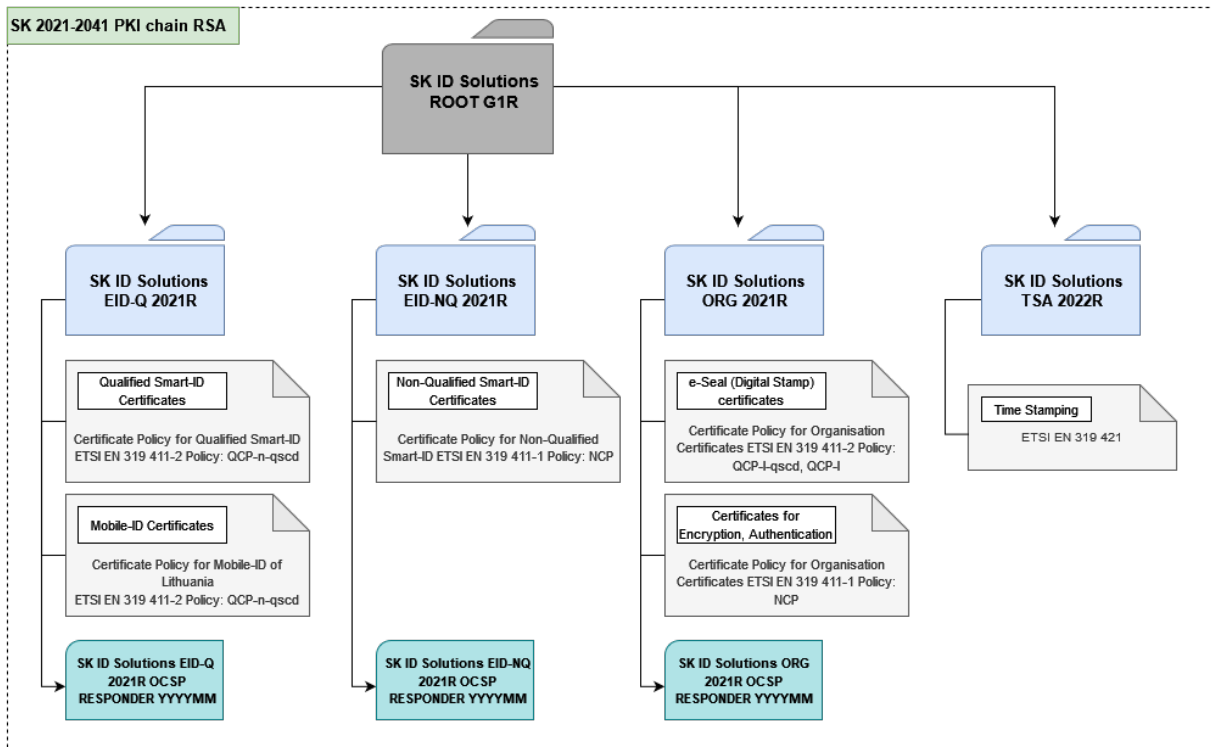 SK 2021-2041 PKI chain RSA
SK ID Solutions
ROOT G1R
SK ID Solutions
EID-Q 2021R
SK ID Solutions
EID-NQ 2021R
SK ID Solutions
ORG 2021R
SK ID Solutions
TSA 2022R
Qualified Smart-ID
Certificates
Certificate Policy for Qualified Smart-ID
ETSI EN 319 411-2 Policy: QCP-n-qscd
Non-Qualified Smart-ID
Certificates
Certificate Policy for Non-Qualified
Smart-ID ETSI EN 319 411-1 Policy: NCP
e-Seal (Digital Stamp)
certificates
Certificate Policy for Organisation
Certificates ETSI EN 319 411-2 Policy:
QCP-l-qscd, QCP-l
Time Stamping
ETSI EN 319 421
Mobile-ID Certificates
Certificate Policy for Mobile-ID of
Lithuania
ETSI EN 319 411-2 Policy: QCP-n-qscd
Certificates for
Encryption, Authentication
Certificate Policy for Organisation
Certificates ETSI EN 319 411-1 Policy:
NCP
SK ID Solutions EID-Q
2021R OCSP
RESPONDER YYYYMM
SK ID Solutions EID-NQ
2021R OCSP
RESPONDER YYYYMM
SK ID Solutions ORG
2021R OCSP
RESPONDER YYYYMM